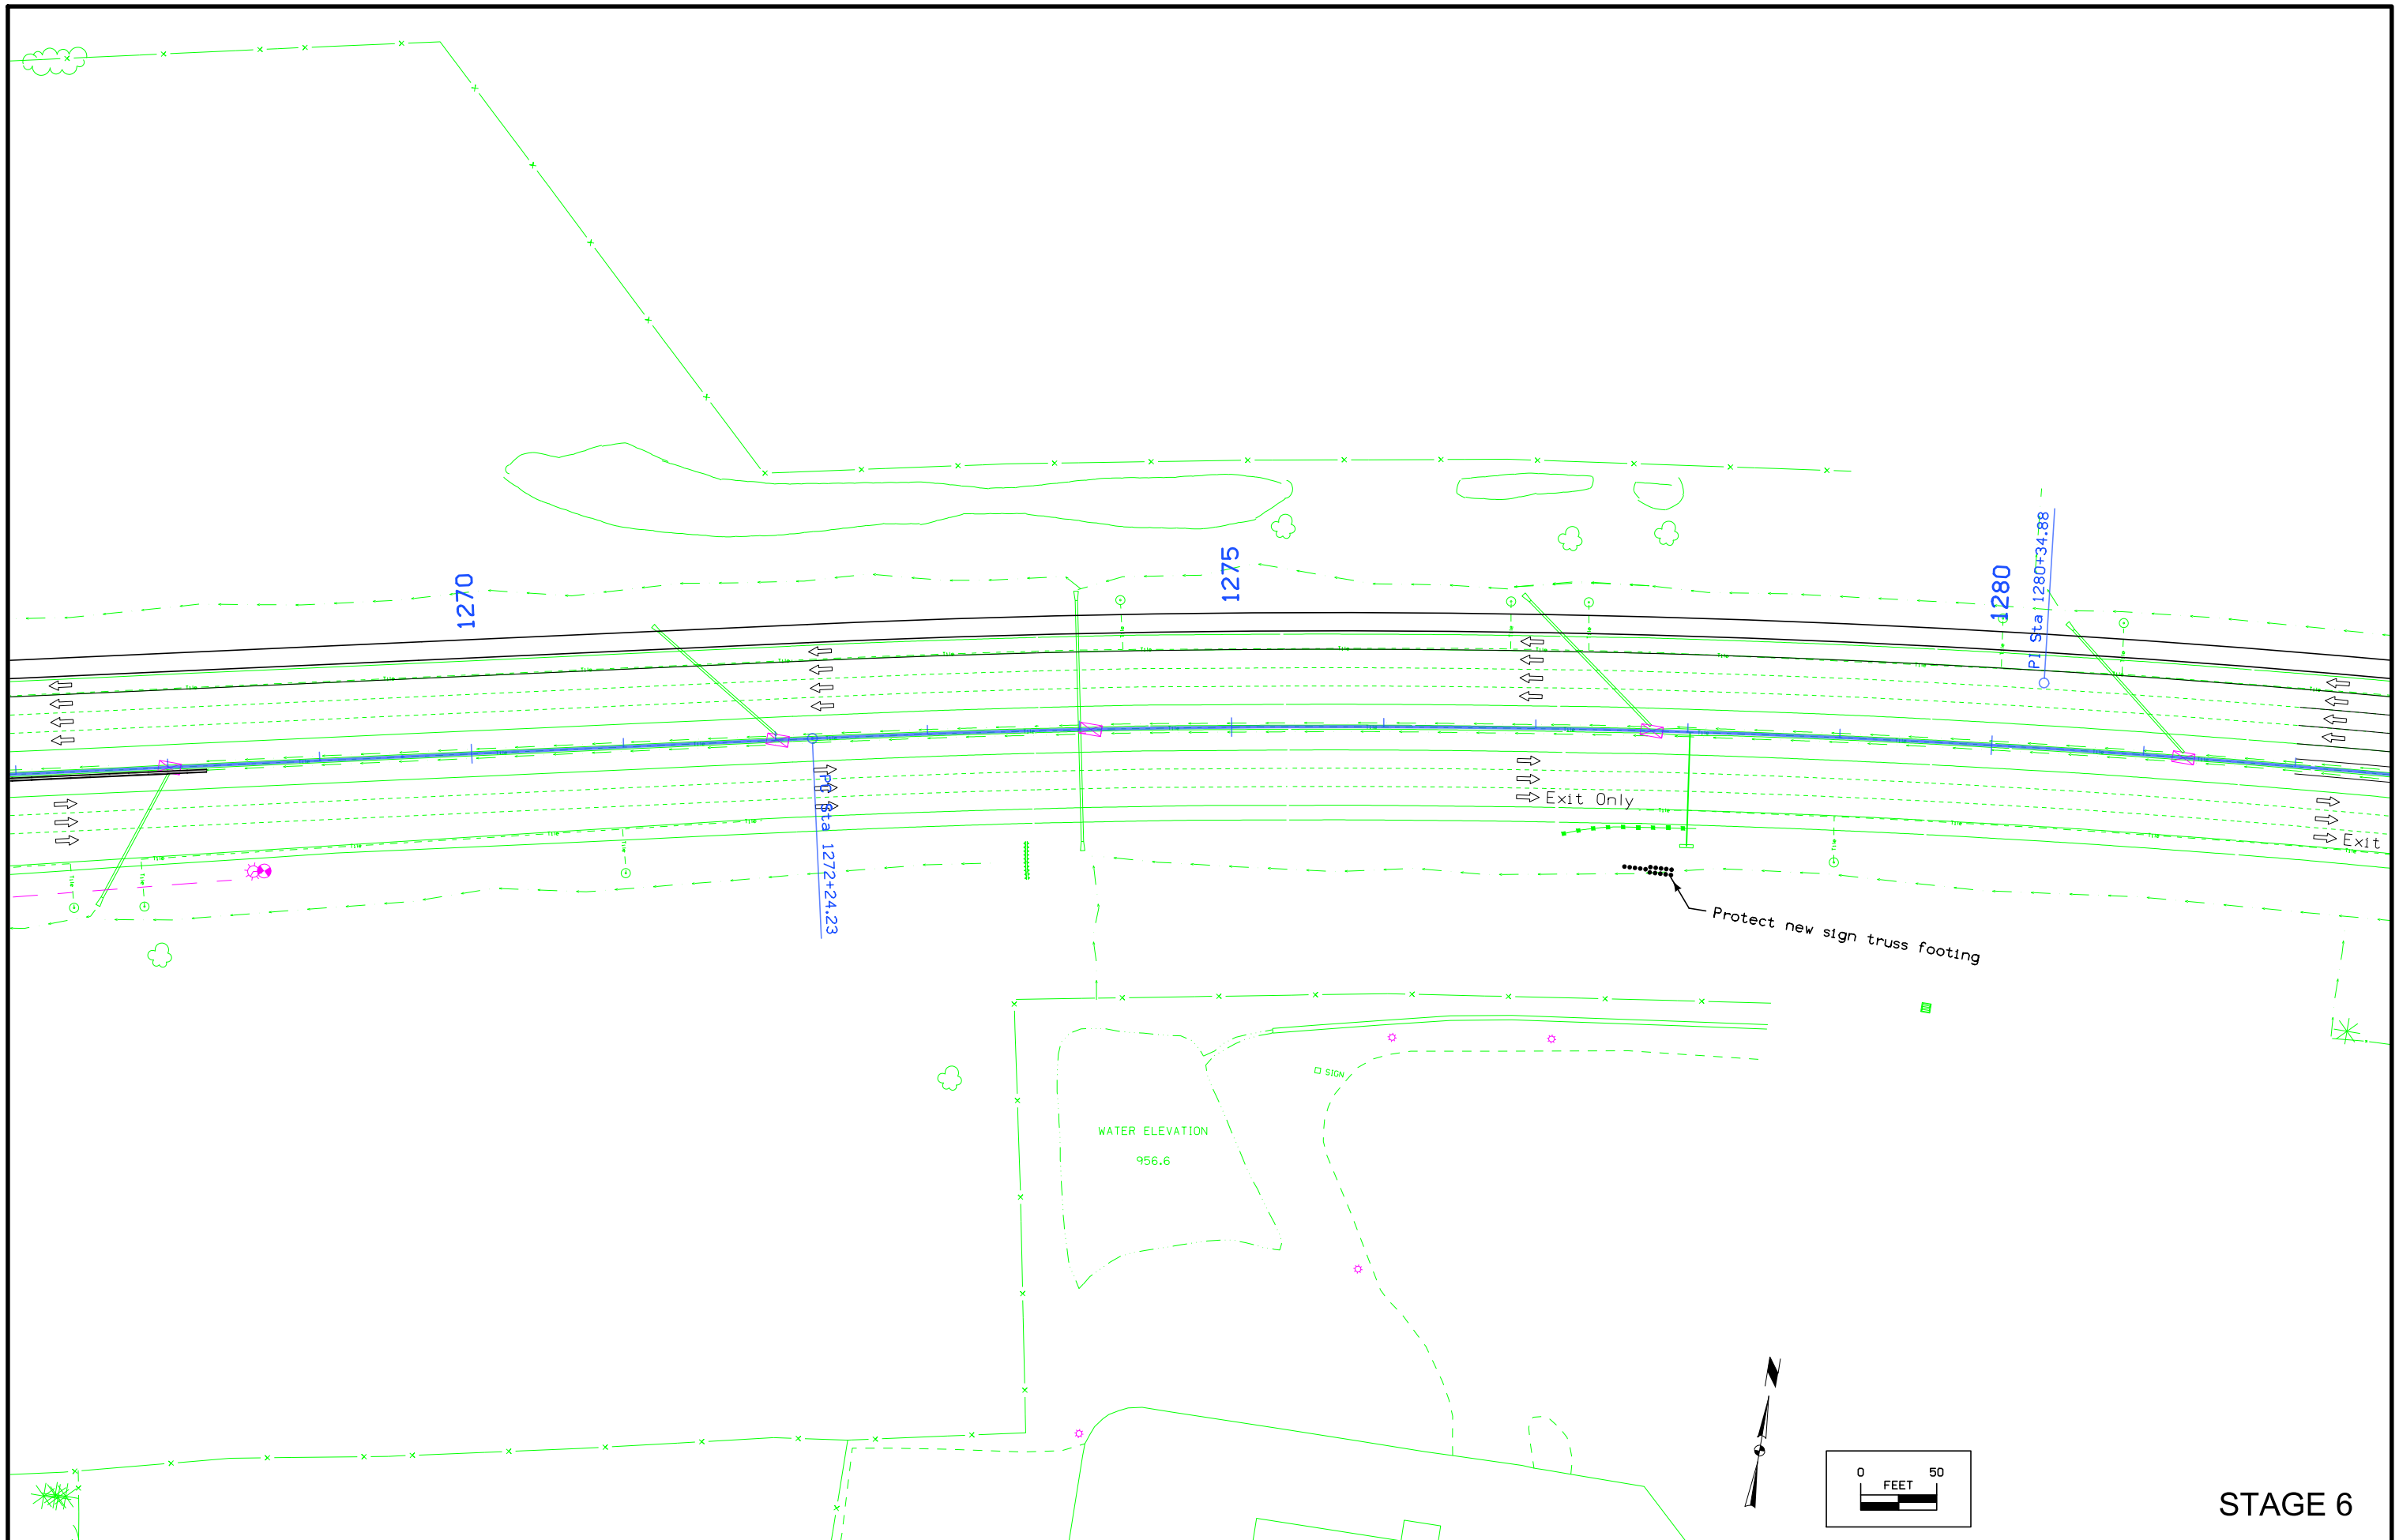 1270
1275
1280
PI Sta 1280+34.88
PC Sta 1272+24.23
Exit Only
Exit
Protect new sign truss footing
SIGN
WATER ELEVATION
956.6
N
0 50
FEET
STAGE 6